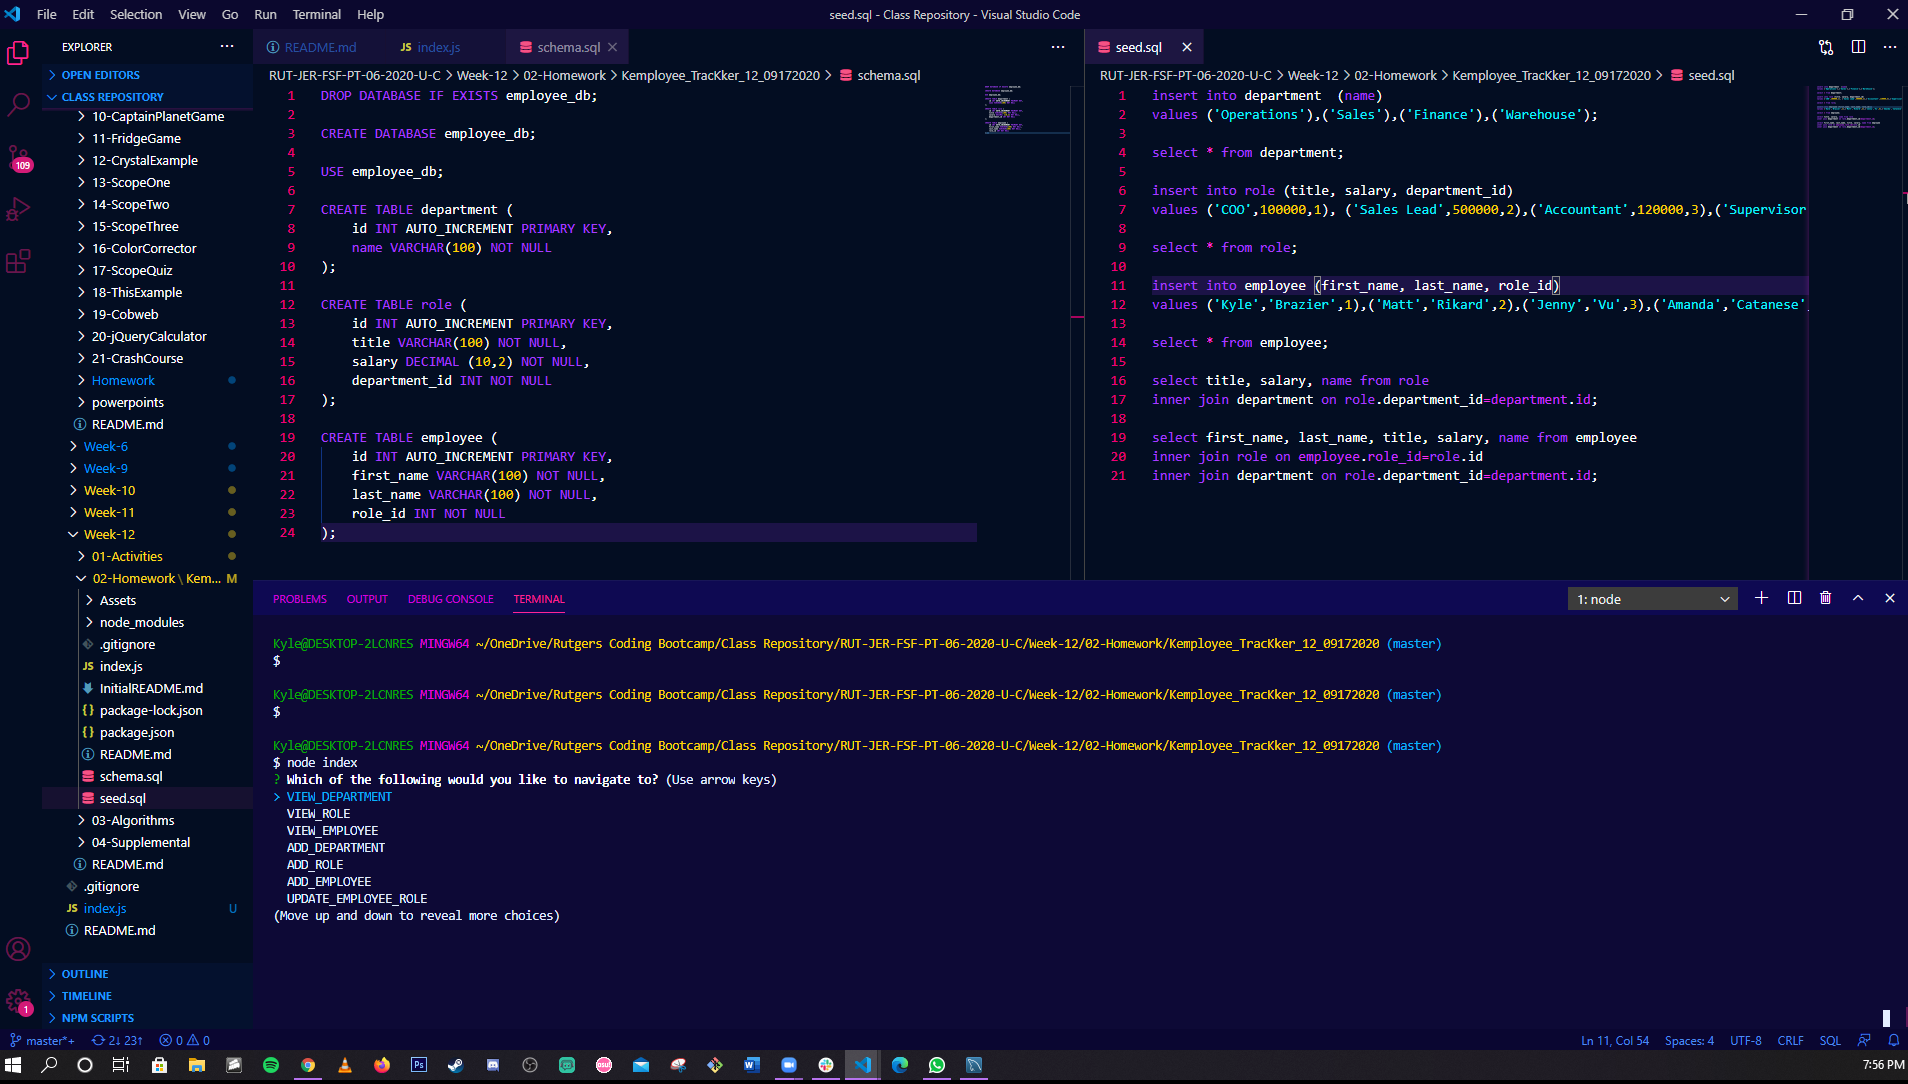 File Edit Selection View Go Run Terminal Help
seed.sql - Class Repository - Visual Studio Code
EXPLORER
OPEN EDITORS
CLASS REPOSITORY
10-CaptainPlanetGame
11-FridgeGame
12-CrystalExample
13-ScopeOne
14-ScopeTwo
15-ScopeThree
16-ColorCorrector
17-ScopeQuiz
18-ThisExample
19-Cobweb
20-jQueryCalculator
21-CrashCourse
Homework
powerpoints
README.md
Week-6
Week-9
Week-10
Week-11
Week-12
01-Activities
02-Homework \ Kem... M
Assets
node_modules
.gitignore
JS index.js
InitialREADME.md
{} package-lock.json
{} package.json
README.md
schema.sql
seed.sql
03-Algorithms
04-Supplemental
README.md
.gitignore
JS index.js U
README.md
OUTLINE
TIMELINE
NPM SCRIPTS
109
1
README.md JS index.js schema.sql
RUT-JER-FSF-PT-06-2020-U-C > Week-12 > 02-Homework > Kemployee_TracKker_12_09172020 > schema.sql
1 DROP DATABASE IF EXISTS employee_db;
2
3 CREATE DATABASE employee_db;
4
5 USE employee_db;
6
7 CREATE TABLE department (
8 id INT AUTO_INCREMENT PRIMARY KEY,
9 name VARCHAR(100) NOT NULL
10 );
11
12 CREATE TABLE role (
13 id INT AUTO_INCREMENT PRIMARY KEY,
14 title VARCHAR(100) NOT NULL,
15 salary DECIMAL (10,2) NOT NULL,
16 department_id INT NOT NULL
17 );
18
19 CREATE TABLE employee (
20 id INT AUTO_INCREMENT PRIMARY KEY,
21 first_name VARCHAR(100) NOT NULL,
22 last_name VARCHAR(100) NOT NULL,
23 role_id INT NOT NULL
24 );
seed.sql
RUT-JER-FSF-PT-06-2020-U-C > Week-12 > 02-Homework > Kemployee_TracKker_12_09172020 > seed.sql
1 insert into department (name)
2 values ('Operations'),('Sales'),('Finance'),('Warehouse');
3
4 select * from department;
5
6 insert into role (title, salary, department_id)
7 values ('COO',100000,1), ('Sales Lead',500000,2),('Accountant',120000,3),('Supervisor
8
9 select * from role;
10
11 insert into employee (first_name, last_name, role_id)
12 values ('Kyle','Brazier',1),('Matt','Rikard',2),('Jenny','Vu',3),('Amanda','Catanese'
13
14 select * from employee;
15
16 select title, salary, name from role
17 inner join department on role.department_id=department.id;
18
19 select first_name, last_name, title, salary, name from employee
20 inner join role on employee.role_id=role.id
21 inner join department on role.department_id=department.id;
PROBLEMS OUTPUT DEBUG CONSOLE TERMINAL
1: node
Kyle@DESKTOP-2LCNRES MINGW64 ~/OneDrive/Rutgers Coding Bootcamp/Class Repository/RUT-JER-FSF-PT-06-2020-U-C/Week-12/02-Homework/Kemployee_TracKker_12_09172020 (master)
$
Kyle@DESKTOP-2LCNRES MINGW64 ~/OneDrive/Rutgers Coding Bootcamp/Class Repository/RUT-JER-FSF-PT-06-2020-U-C/Week-12/02-Homework/Kemployee_TracKker_12_09172020 (master)
$
Kyle@DESKTOP-2LCNRES MINGW64 ~/OneDrive/Rutgers Coding Bootcamp/Class Repository/RUT-JER-FSF-PT-06-2020-U-C/Week-12/02-Homework/Kemployee_TracKker_12_09172020 (master)
$ node index
? Which of the following would you like to navigate to? (Use arrow keys)
> VIEW_DEPARTMENT
VIEW_ROLE
VIEW_EMPLOYEE
ADD_DEPARTMENT
ADD_ROLE
ADD_EMPLOYEE
UPDATE_EMPLOYEE_ROLE
(Move up and down to reveal more choices)
master*+ 2↓ 23↑ 0 0
Ln 11, Col 54 Spaces: 4 UTF-8 CRLF SQL
Ps
osu!
W
7:56 PM